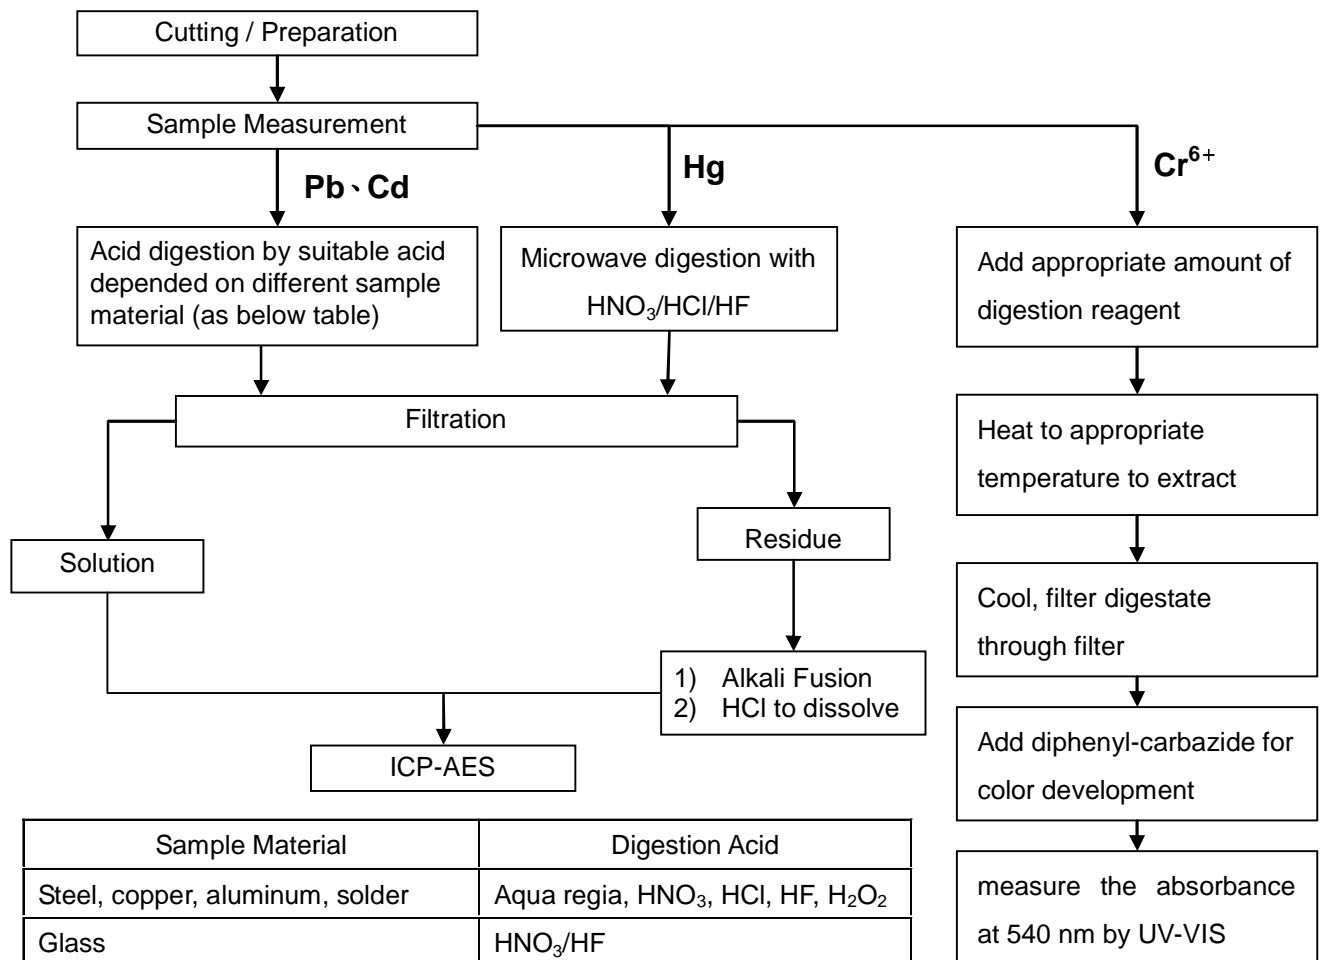 Cutting / Preparation
Sample Measurement
Pb、Cd
Hg
Cr⁶⁺
Acid digestion by suitable acid
depended on different sample
material (as below table)
Microwave digestion with
HNO₃/HCl/HF
Add appropriate amount of
digestion reagent
Filtration
Heat to appropriate
temperature to extract
Solution
Residue
Cool, filter digestate
through filter
1) Alkali Fusion
2) HCl to dissolve
ICP-AES
Add diphenyl-carbazide for
color development
measure the absorbance
at 540 nm by UV-VIS
Sample Material Digestion Acid
Steel, copper, aluminum, solder Aqua regia, HNO₃, HCl, HF, H₂O₂
Glass HNO₃/HF